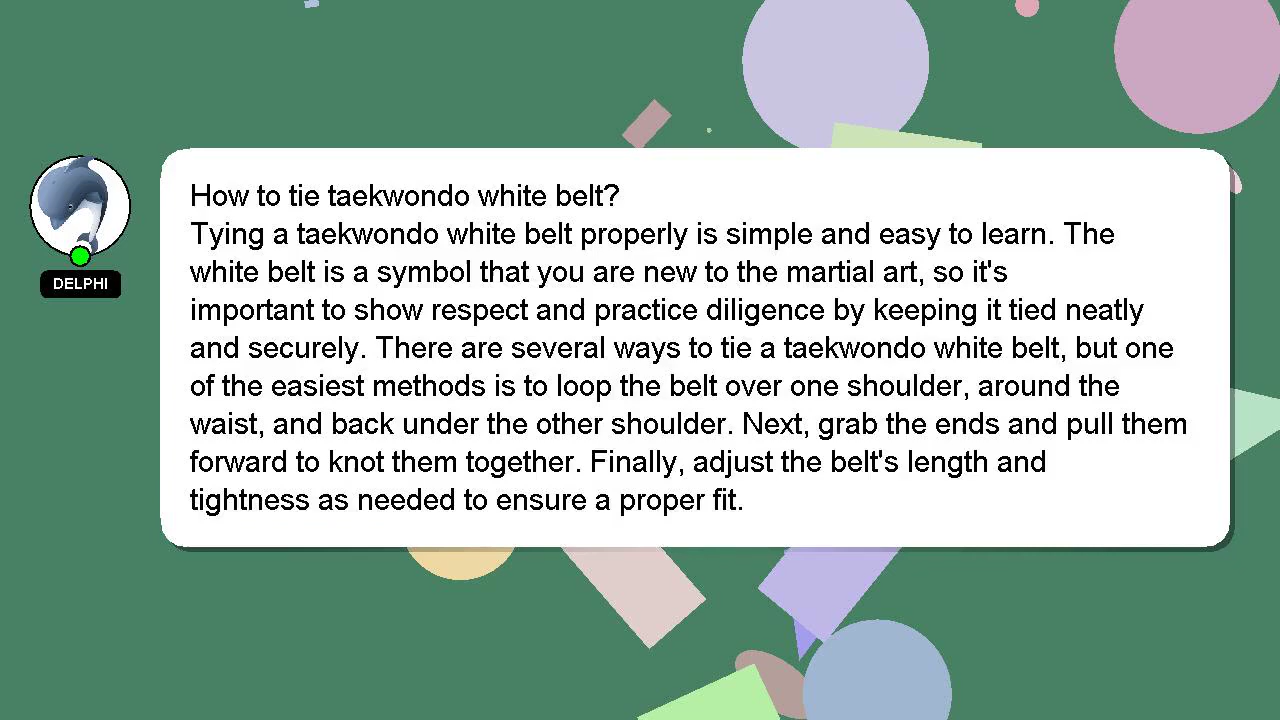 How to tie taekwondo white belt?
Tying a taekwondo white belt properly is simple and easy to learn. The
white belt is a symbol that you are new to the martial art, so it's
important to show respect and practice diligence by keeping it tied neatly
and securely. There are several ways to tie a taekwondo white belt, but one
of the easiest methods is to loop the belt over one shoulder, around the
waist, and back under the other shoulder. Next, grab the ends and pull them
forward to knot them together. Finally, adjust the belt's length and
tightness as needed to ensure a proper fit.
DELPHI